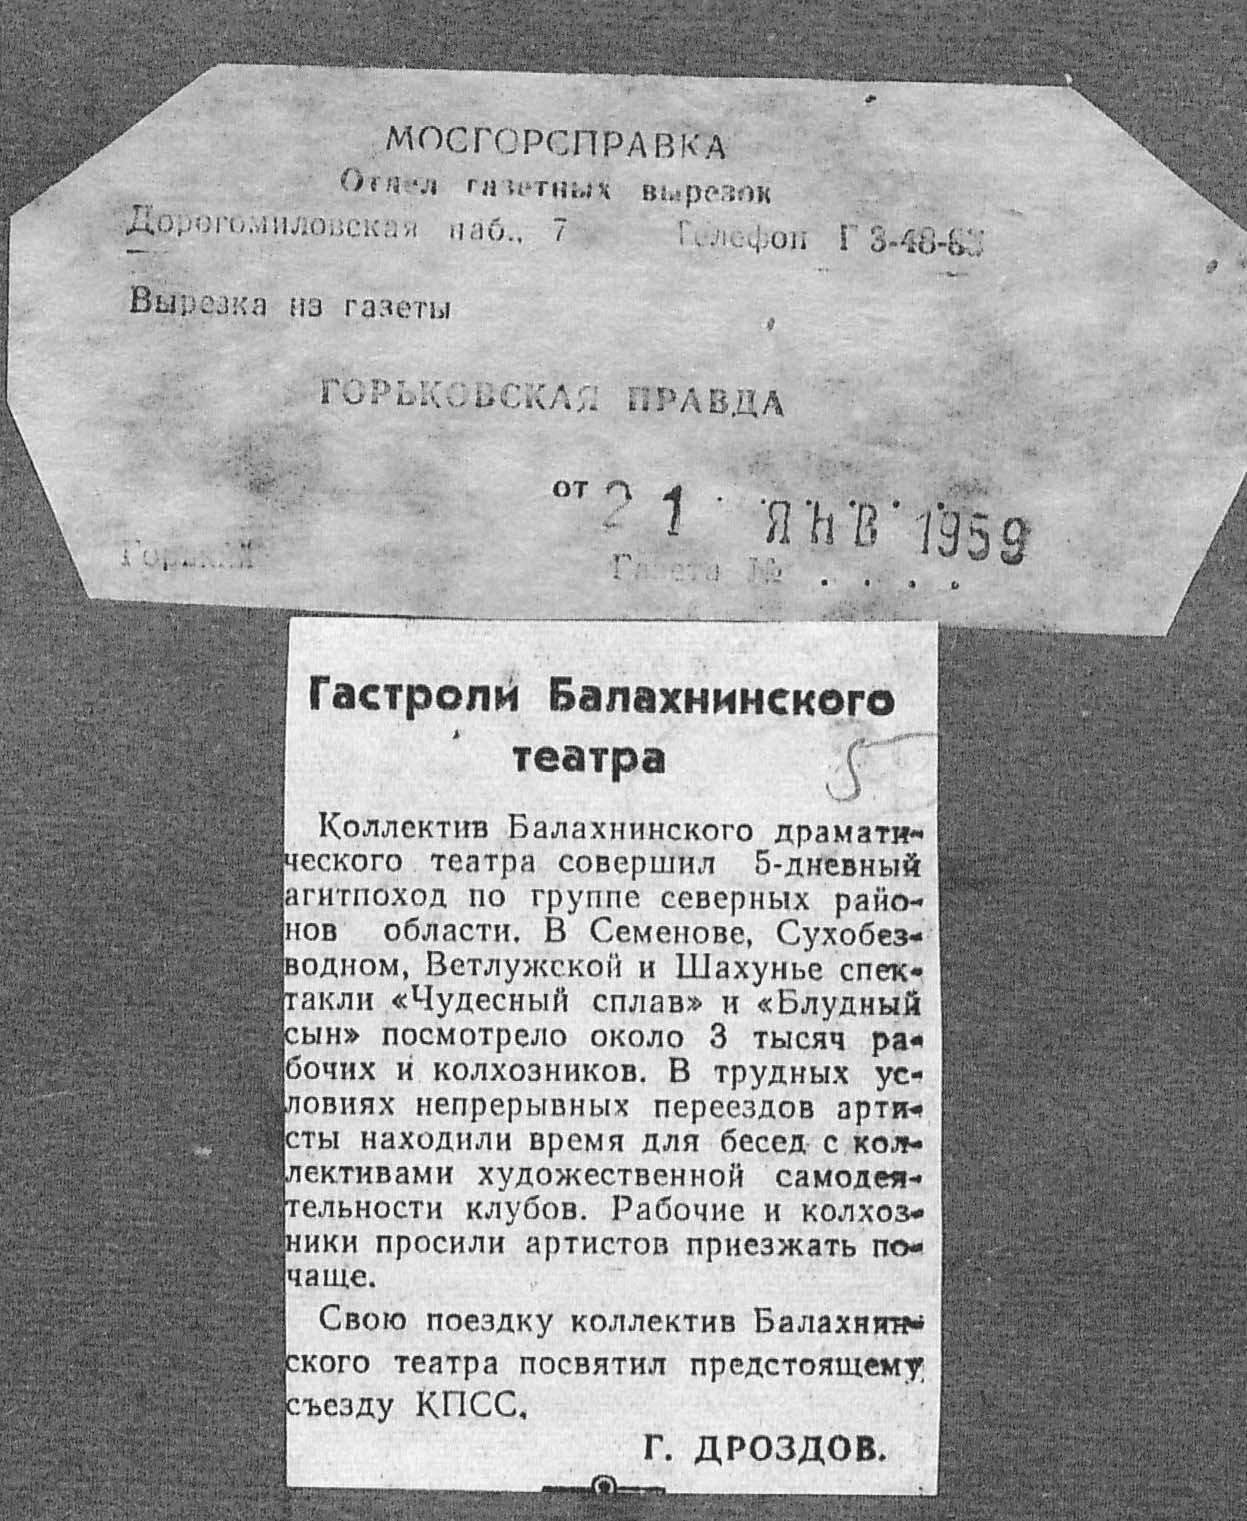 МОСГОРСПРАВКА
Отдел газетных вырезок
Дорогомиловская наб., 7 Телефон Г 3-48-63
Вырезка из газеты
ГОРЬКОВСКАЯ ПРАВДА
от 21 ЯНВ 1959
Горький Газета № . . . .
Гастроли Балахнинского
театра
5
Коллектив Балахнинского драмати-
ческого театра совершил 5-дневный
агитпоход по группе северных райо-
нов области. В Семенове, Сухобез-
водном, Ветлужской и Шахунье спек-
такли «Чудесный сплав» и «Блудный
сын» посмотрело около 3 тысяч ра-
бочих и колхозников. В трудных ус-
ловиях непрерывных переездов арти-
сты находили время для бесед с кол-
лективами художественной самодея-
тельности клубов. Рабочие и колхоз-
ники просили артистов приезжать по-
чаще.
Свою поездку коллектив Балахнин-
ского театра посвятил предстоящему
съезду КПСС.
Г. ДРОЗДОВ.